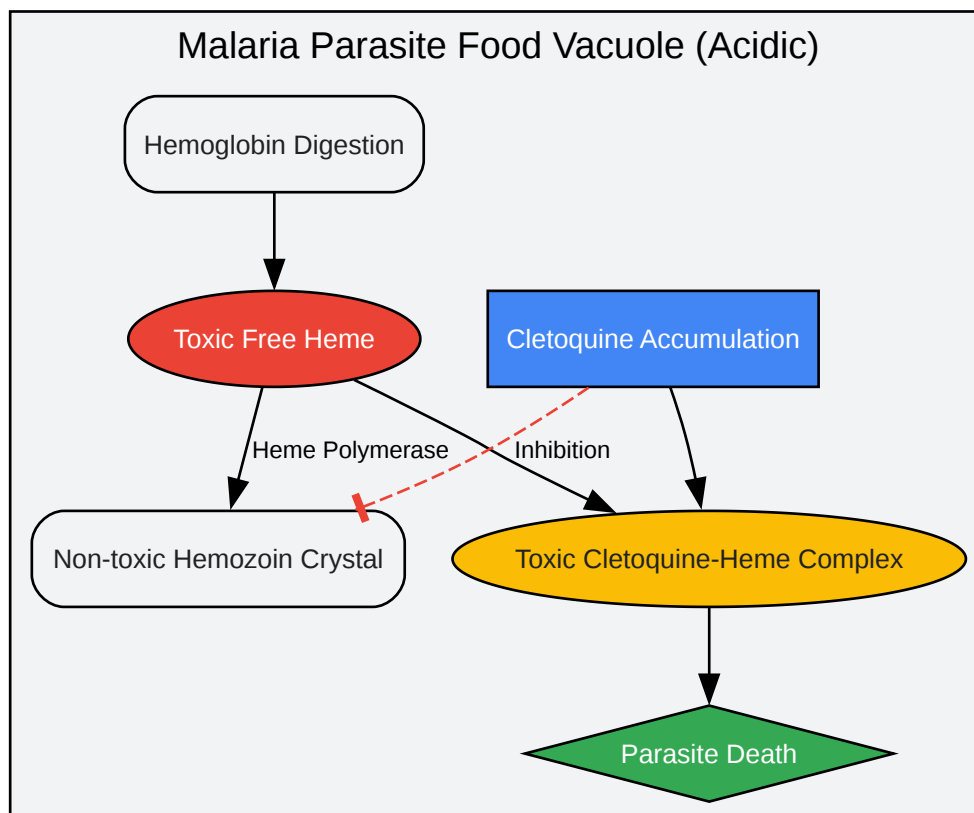 Malaria Parasite Food Vacuole (Acidic)
Hemoglobin Digestion
Toxic Free Heme
Cletoquine Accumulation
Heme Polymerase
Inhibition
Non-toxic Hemozoin Crystal
Toxic Cletoquine-Heme Complex
Parasite Death